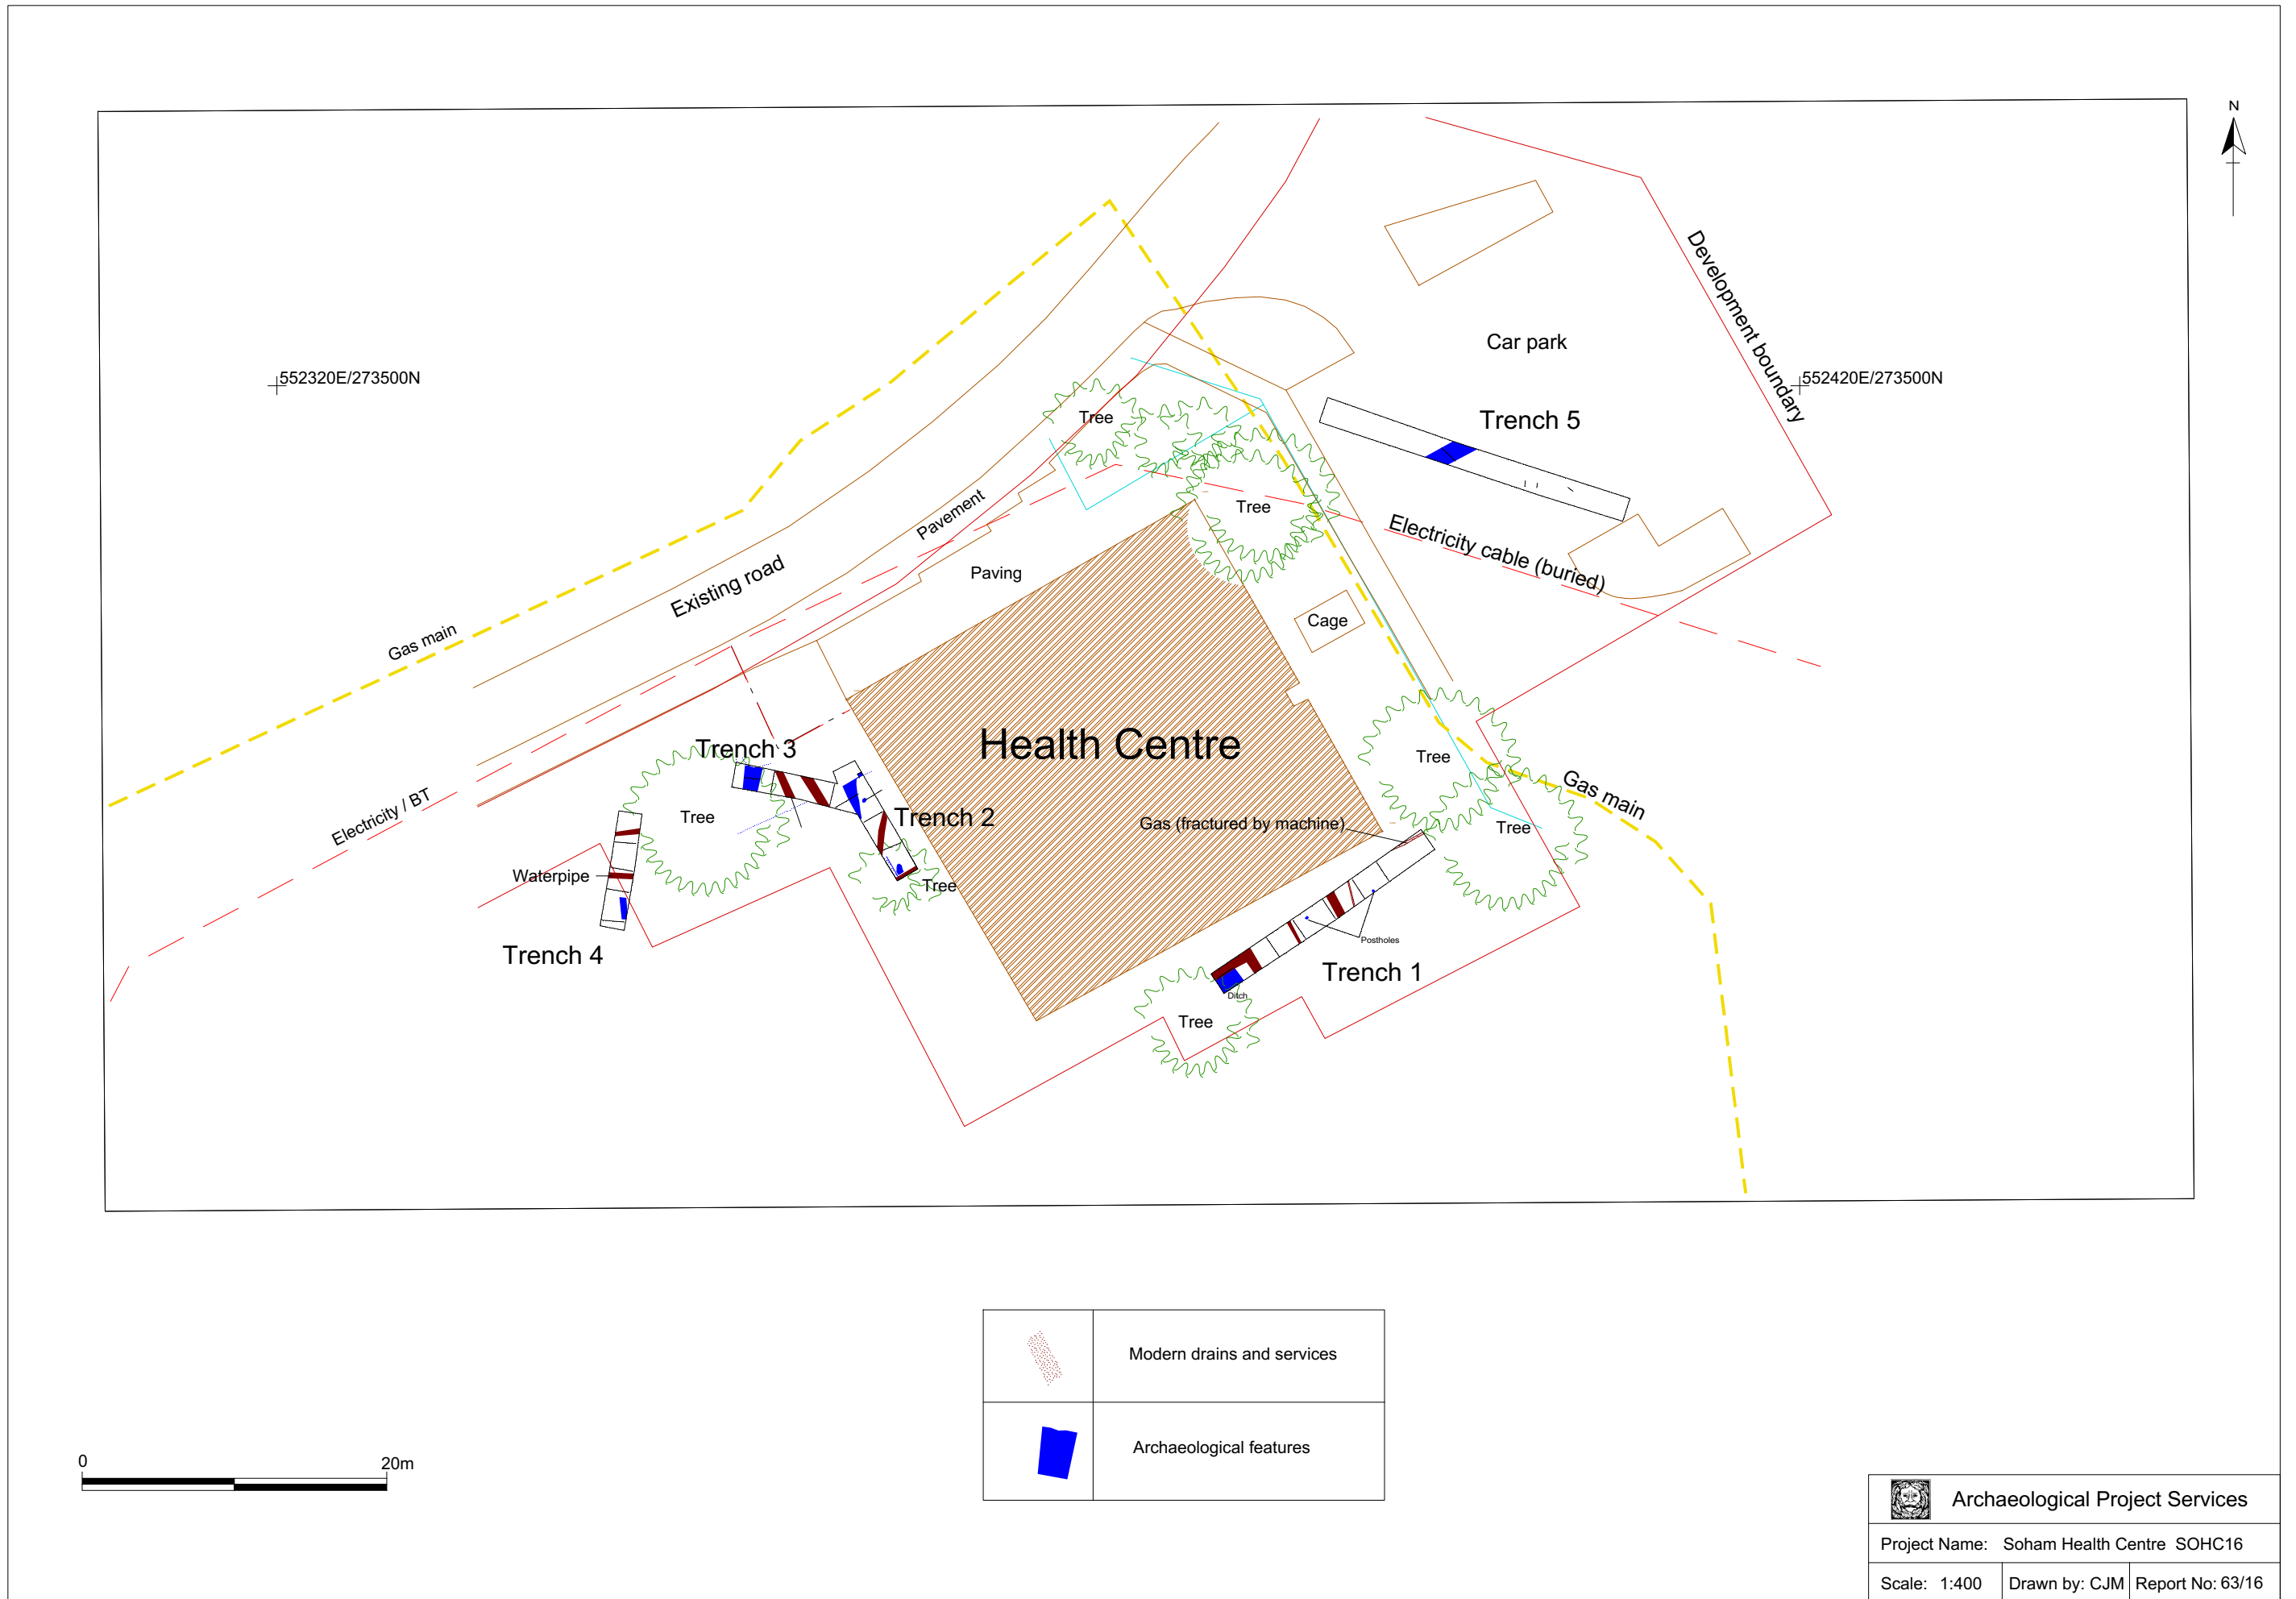 N
552320E/273500N
552420E/273500N
Development boundary
Car park
Trench 5
Tree
Tree
Pavement
Electricity cable (buried)
Existing road
Paving
Cage
Gas main
Health Centre
Trench 3
Tree
Trench 2
Gas (fractured by machine)
Tree
Gas main
Tree
Electricity / BT
Waterpipe
Tree
Trench 4
Postholes
Trench 1
Ditch
Tree
Modern drains and services
Archaeological features
0 20m
Archaeological Project Services
Project Name: Soham Health Centre SOHC16
Scale: 1:400 Drawn by: CJM Report No: 63/16